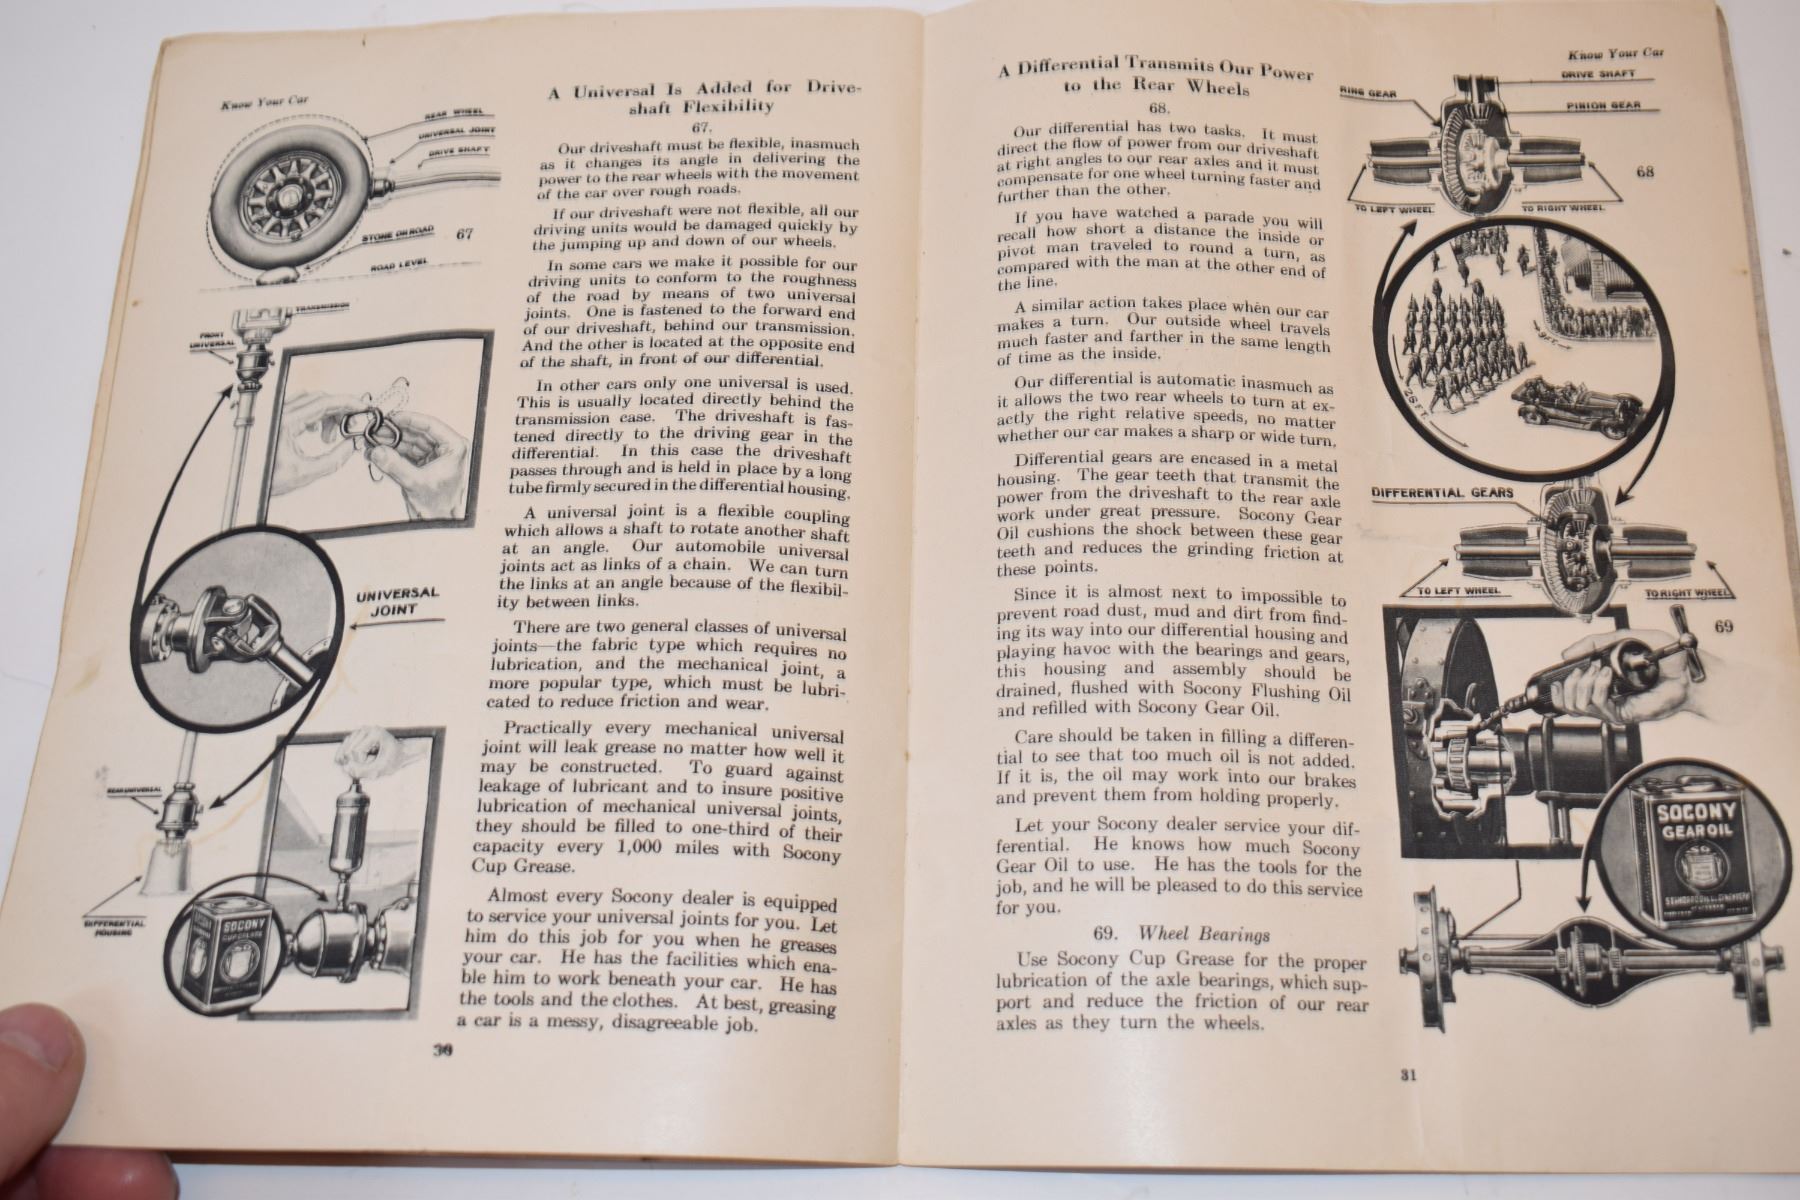 Know Your Car
REAR WHEEL
UNIVERSAL JOINT
DRIVE SHAFT
STONE ON ROAD
67
ROAD LEVEL
TRANSMISSION
FRONT
UNIVERSAL
UNIVERSAL
JOINT
REAR UNIVERSAL
DIFFERENTIAL
HOUSING
SOCONY
CUP GREASE
A Universal Is Added for Drive-
shaft Flexibility
67.
Our driveshaft must be flexible, inasmuch
as it changes its angle in delivering the
power to the rear wheels with the movement
of the car over rough roads.
If our driveshaft were not flexible, all our
driving units would be damaged quickly by
the jumping up and down of our wheels.
In some cars we make it possible for our
driving units to conform to the roughness
of the road by means of two universal
joints. One is fastened to the forward end
of our driveshaft, behind our transmission.
And the other is located at the opposite end
of the shaft, in front of our differential.
In other cars only one universal is used.
This is usually located directly behind the
transmission case. The driveshaft is fas-
tened directly to the driving gear in the
differential. In this case the driveshaft
passes through and is held in place by a long
tube firmly secured in the differential housing.
A universal joint is a flexible coupling
which allows a shaft to rotate another shaft
at an angle. Our automobile universal
joints act as links of a chain. We can turn
the links at an angle because of the flexibil-
ity between links.
There are two general classes of universal
joints—the fabric type which requires no
lubrication, and the mechanical joint, a
more popular type, which must be lubri-
cated to reduce friction and wear.
Practically every mechanical universal
joint will leak grease no matter how well it
may be constructed. To guard against
leakage of lubricant and to insure positive
lubrication of mechanical universal joints,
they should be filled to one-third of their
capacity every 1,000 miles with Socony
Cup Grease.
Almost every Socony dealer is equipped
to service your universal joints for you. Let
him do this job for you when he greases
your car. He has the facilities which ena-
ble him to work beneath your car. He has
the tools and the clothes. At best, greasing
a car is a messy, disagreeable job.
30
A Differential Transmits Our Power
to the Rear Wheels
68.
Our differential has two tasks. It must
direct the flow of power from our driveshaft
at right angles to our rear axles and it must
compensate for one wheel turning faster and
further than the other.
If you have watched a parade you will
recall how short a distance the inside or
pivot man traveled to round a turn, as
compared with the man at the other end of
the line.
A similar action takes place when our car
makes a turn. Our outside wheel travels
much faster and farther in the same length
of time as the inside.
Our differential is automatic inasmuch as
it allows the two rear wheels to turn at ex-
actly the right relative speeds, no matter
whether our car makes a sharp or wide turn.
Differential gears are encased in a metal
housing. The gear teeth that transmit the
power from the driveshaft to the rear axle
work under great pressure. Socony Gear
Oil cushions the shock between these gear
teeth and reduces the grinding friction at
these points.
Since it is almost next to impossible to
prevent road dust, mud and dirt from find-
ing its way into our differential housing and
playing havoc with the bearings and gears,
this housing and assembly should be
drained, flushed with Socony Flushing Oil
and refilled with Socony Gear Oil.
Care should be taken in filling a differen-
tial to see that too much oil is not added.
If it is, the oil may work into our brakes
and prevent them from holding properly.
Let your Socony dealer service your dif-
ferential. He knows how much Socony
Gear Oil to use. He has the tools for the
job, and he will be pleased to do this service
for you.
69. Wheel Bearings
Use Socony Cup Grease for the proper
lubrication of the axle bearings, which sup-
port and reduce the friction of our rear
axles as they turn the wheels.
31
Know Your Car
DRIVE SHAFT
RING GEAR
PINION GEAR
68
TO LEFT WHEEL
TO RIGHT WHEEL
26 FT.
DIFFERENTIAL GEARS
TO LEFT WHEEL
TO RIGHT WHEEL
69
SOCONY
GEAR OIL